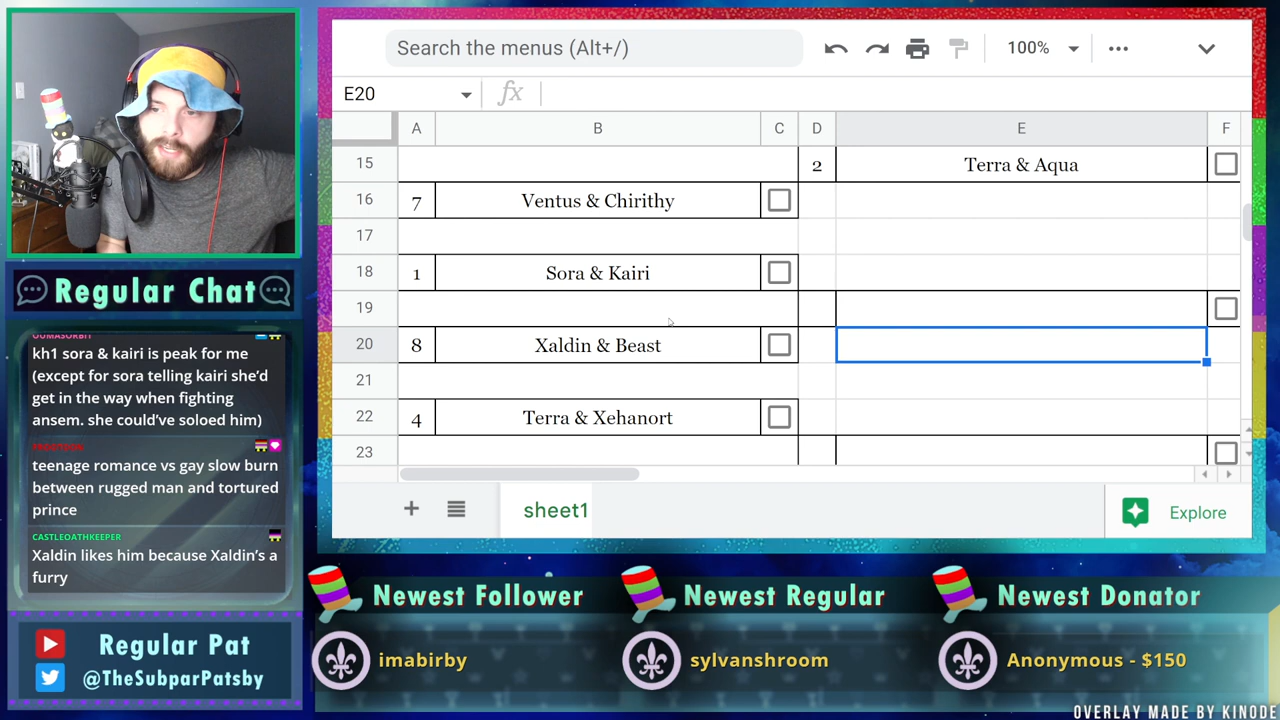 Search the menus (Alt+/)
100%
E20
fx
A B C D E F
15 2 Terra & Aqua
16 7 Ventus & Chirithy
17
18 1 Sora & Kairi
19
20 8 Xaldin & Beast
21
22 4 Terra & Xehanort
23
sheet1
Explore
Regular Chat
OUMASORBIT
kh1 sora & kairi is peak for me
(except for sora telling kairi she'd
get in the way when fighting
ansem. she could've soloed him)
teenage romance vs gay slow burn
between rugged man and tortured
prince
CASTLEOATHKEEPER
Xaldin likes him because Xaldin's a
furry
Regular Pat
@TheSubparPatsby
Newest Follower
imabirby
Newest Regular
sylvanshroom
Newest Donator
Anonymous - $150
OVERLAY MADE BY KINODE